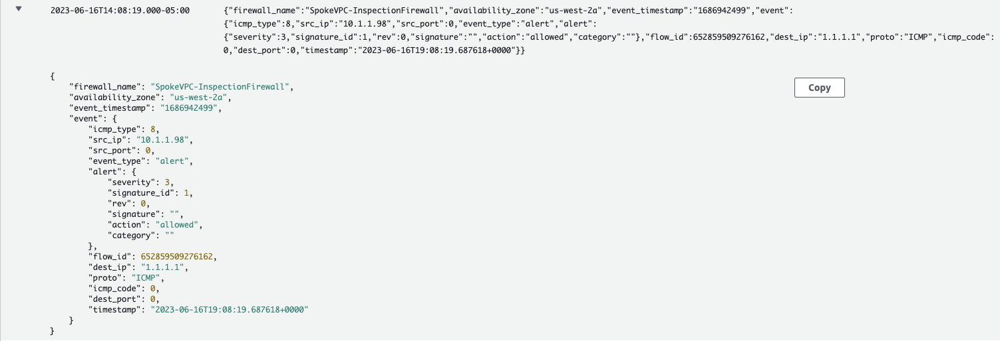 2023-06-16T14:08:19.000-05:00 {"firewall_name":"SpokeVPC-InspectionFirewall","availability_zone":"us-west-2a","event_timestamp":"1686942499","event":
{"icmp_type":8,"src_ip":"10.1.1.98","src_port":0,"event_type":"alert","alert":
{"severity":3,"signature_id":1,"rev":0,"signature":"","action":"allowed","category":""},"flow_id":652859509276162,"dest_ip":"1.1.1.1","proto":"ICMP","icmp_code":
0,"dest_port":0,"timestamp":"2023-06-16T19:08:19.687618+0000"}}
{
"firewall_name": "SpokeVPC-InspectionFirewall",
Copy
"availability_zone": "us-west-2a",
"event_timestamp": "1686942499",
"event": {
"icmp_type": 8,
"src_ip": "10.1.1.98",
"src_port": 0,
"event_type": "alert",
"alert": {
"severity": 3,
"signature_id": 1,
"rev": 0,
"signature": "",
"action": "allowed",
"category": ""
},
"flow_id": 652859509276162,
"dest_ip": "1.1.1.1",
"proto": "ICMP",
"icmp_code": 0,
"dest_port": 0,
"timestamp": "2023-06-16T19:08:19.687618+0000"
}
}